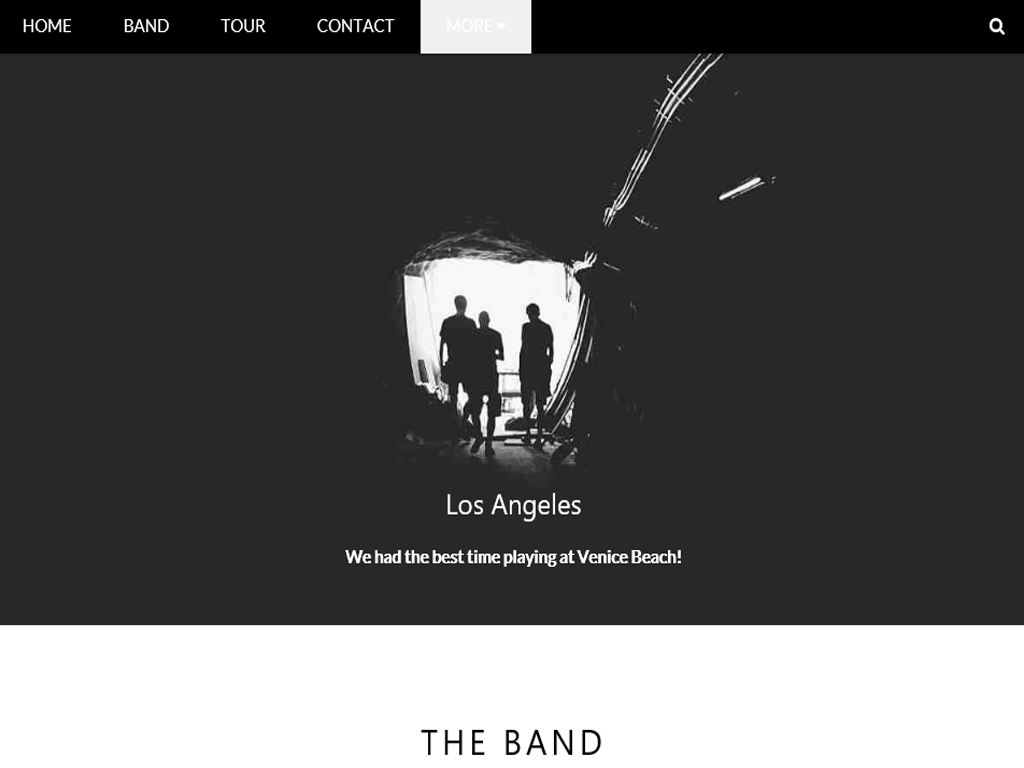 HOME BAND TOUR CONTACT MORE
Los Angeles
We had the best time playing at Venice Beach!
THE BAND